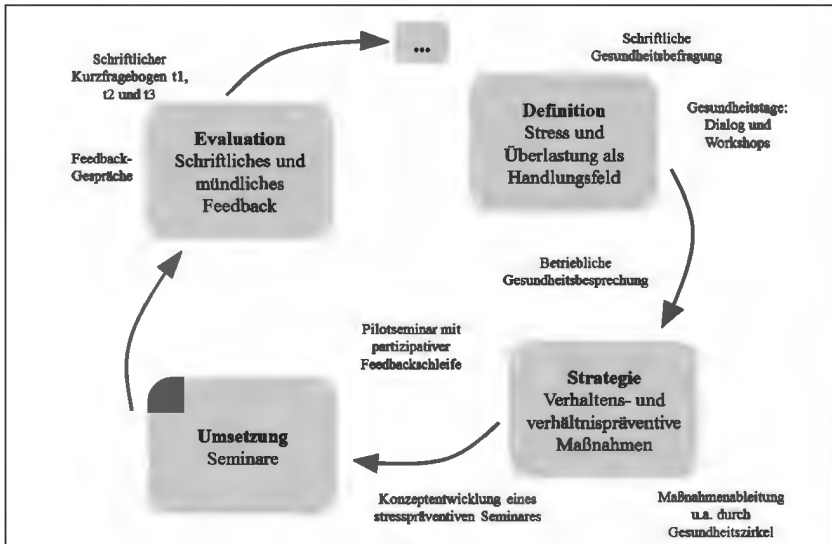 ...
Schriftliche
Gesundheitsbefragung
Schriftlicher
Kurzfragebogen t1,
t2 und t3
Definition
Stress und
Überlastung als
Handlungsfeld
Gesundheitstage:
Dialog und
Workshops
Evaluation
Schriftliches und
mündliches
Feedback
Feedback-
Gespräche
Betriebliche
Gesundheitsbesprechung
Pilotseminar mit
partizipativer
Feedbackschleife
Strategie
Verhaltens- und
verhältnispräventive
Maßnahmen
Umsetzung
Seminare
Konzeptentwicklung eines
stresspräventiven Seminares
Maßnahmenableitung
u.a. durch
Gesundheitszirkel